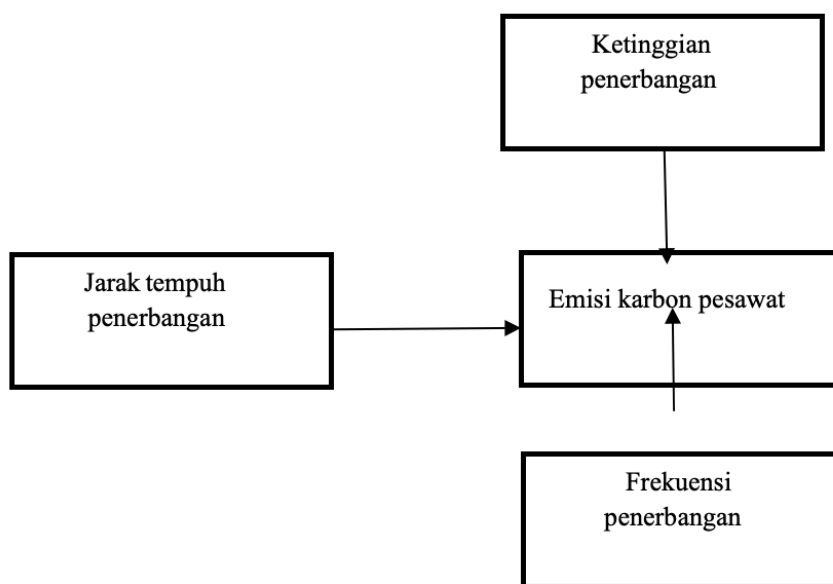 Ketinggian
penerbangan
Jarak tempuh
penerbangan
Emisi karbon pesawat
Frekuensi
penerbangan